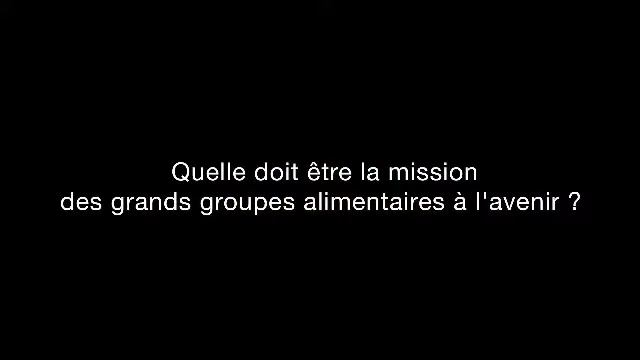 Quelle doit être la mission
des grands groupes alimentaires à l'avenir ?